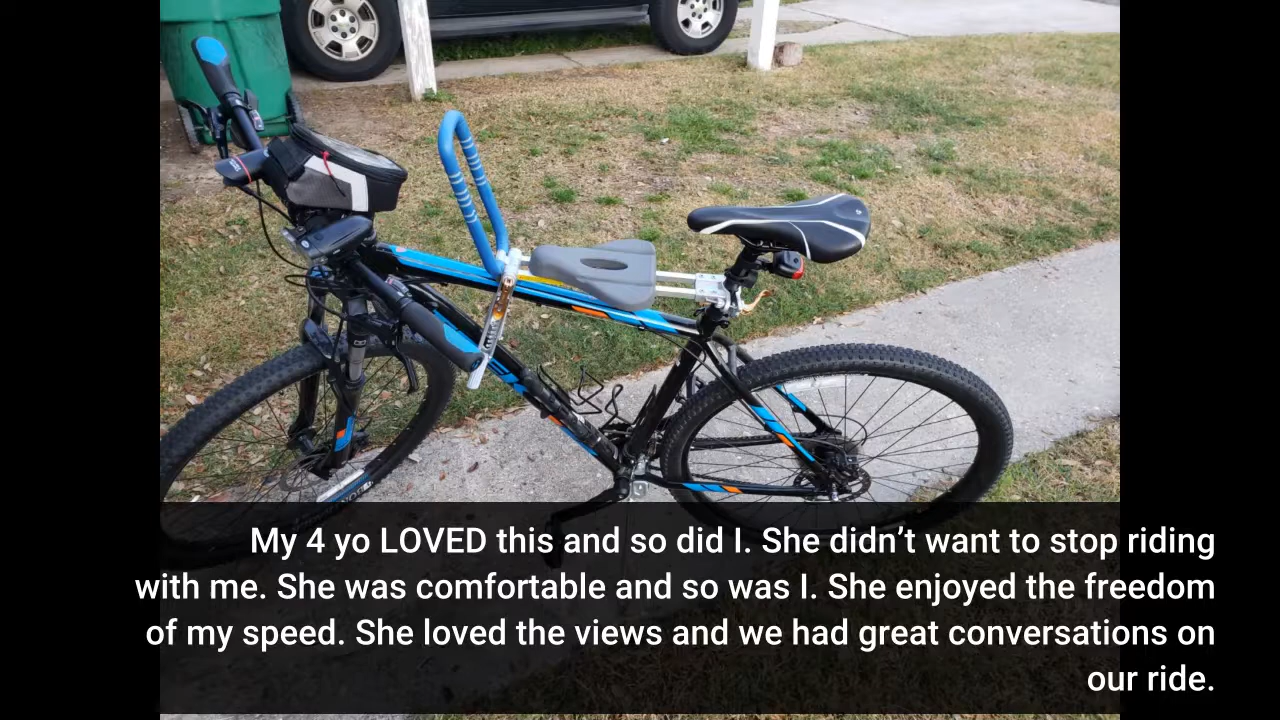 My 4 yo LOVED this and so did I. She didn’t want to stop riding
with me. She was comfortable and so was I. She enjoyed the freedom
of my speed. She loved the views and we had great conversations on
our ride.